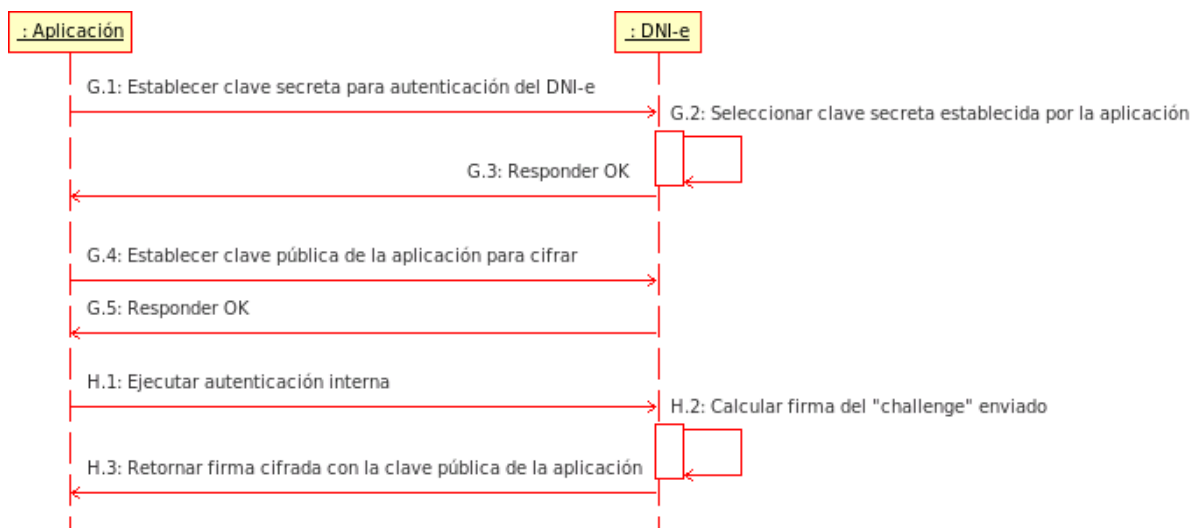 : Aplicación
: DNI-e
G.1: Establecer clave secreta para autenticación del DNI-e
G.2: Seleccionar clave secreta establecida por la aplicación
G.3: Responder OK
G.4: Establecer clave pública de la aplicación para cifrar
G.5: Responder OK
H.1: Ejecutar autenticación interna
H.2: Calcular firma del "challenge" enviado
H.3: Retornar firma cifrada con la clave pública de la aplicación